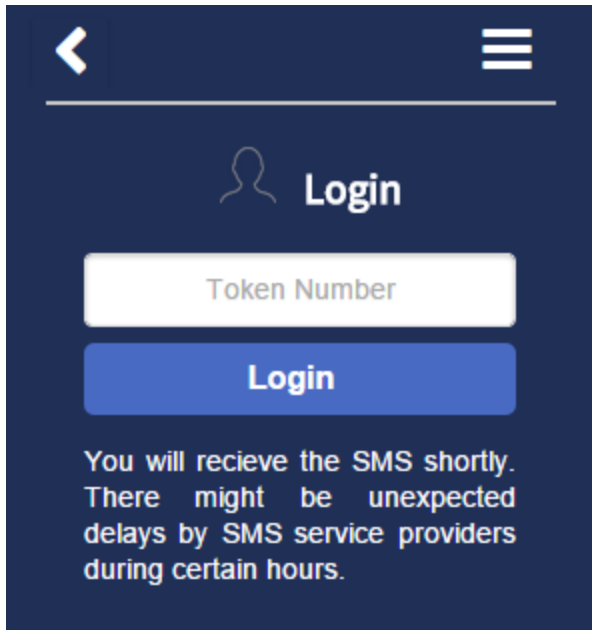 Login
Token Number
Login
You will recieve the SMS shortly.
There might be unexpected
delays by SMS service providers
during certain hours.